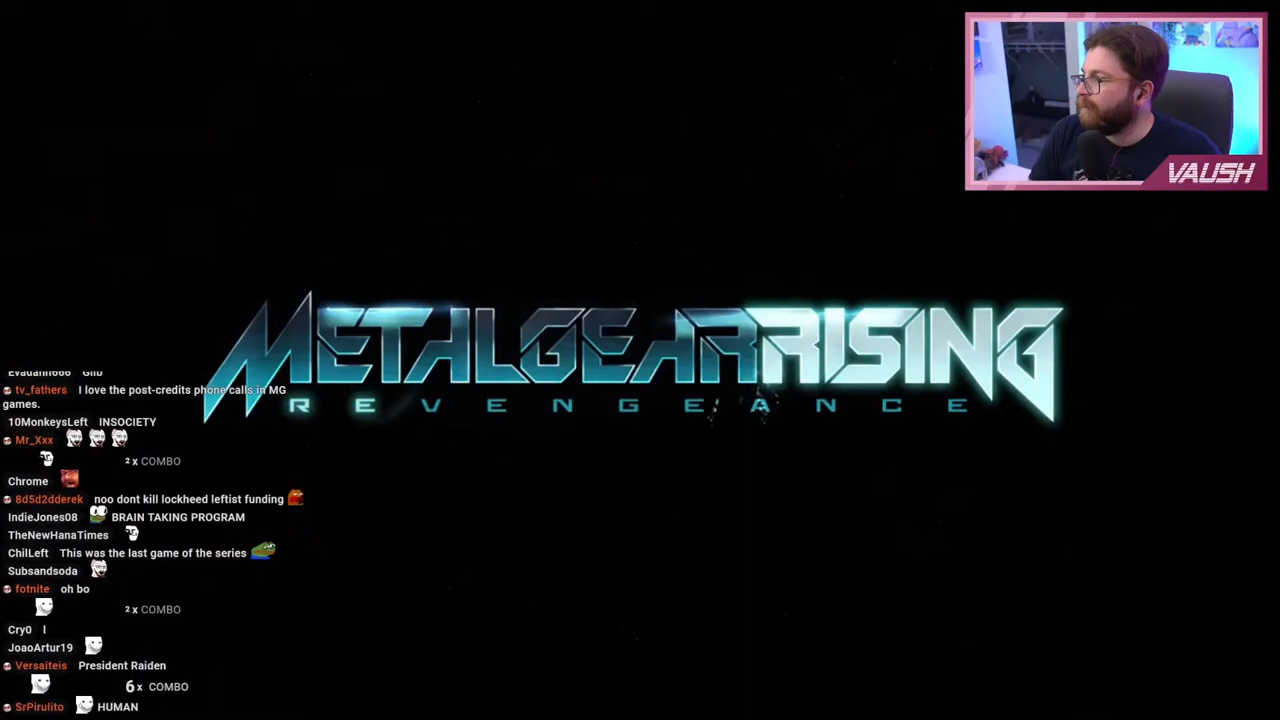 VAUSH
METAL GEAR RISING
REVENGEANCE
Evadann666 Glib
tv_fathers I love the post-credits phone calls in MG
games.
10MonkeysLeft INSOCIETY
Mr_Xxx
2 x COMBO
Chrome
8d5d2dderek noo dont kill lockheed leftist funding
IndieJones08 BRAIN TAKING PROGRAM
TheNewHanaTimes
ChilLeft This was the last game of the series
Subsandsoda
fotnite oh bo
2 x COMBO
Cry0 I
JoaoArtur19
Versaiteis President Raiden
6 x COMBO
SrPirulito HUMAN